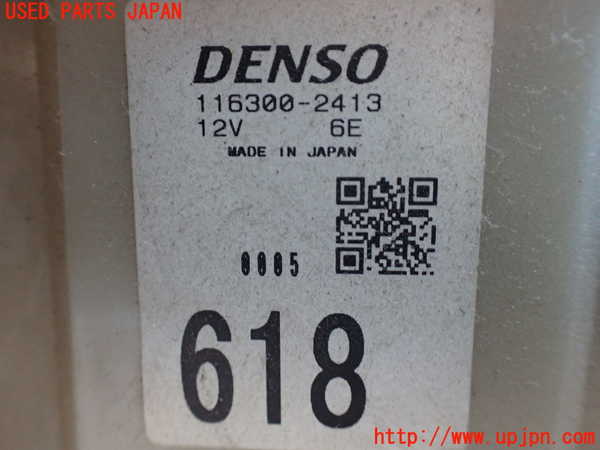 USED PARTS JAPAN
DENSO
116300-2413
12V 6E
MADE IN JAPAN
0005
618
http://www.upjpn.com/